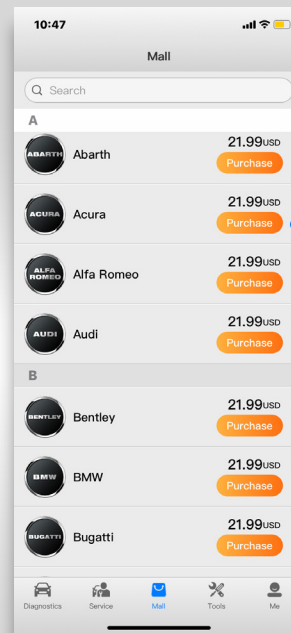 10:47
Mall
Search
A
ABARTH Abarth 21.99USD
Purchase
ACURA Acura 21.99USD
Purchase
ALFA ROMEO Alfa Romeo 21.99USD
Purchase
AUDI Audi 21.99USD
Purchase
B
BENTLEY Bentley 21.99USD
Purchase
BMW BMW 21.99USD
Purchase
BUGATTI Bugatti 21.99USD
Purchase
Diagnostics Service Mall Tools Me